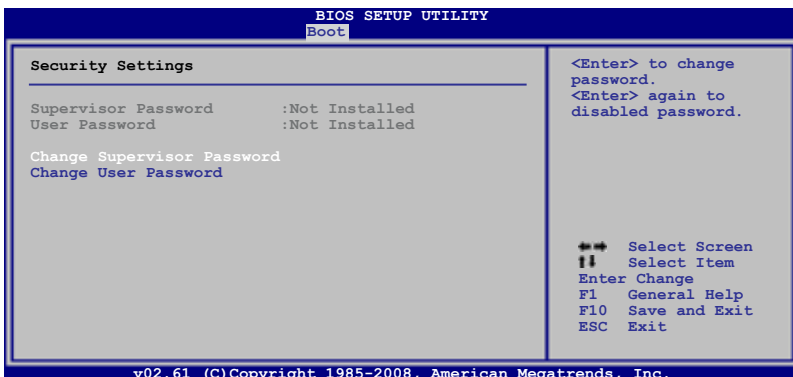 BIOS SETUP UTILITY
Boot
Security Settings
Supervisor Password :Not Installed
User Password :Not Installed
Change Supervisor Password
Change User Password
<Enter> to change
password.
<Enter> again to
disabled password.
Select Screen
Select Item
Enter Change
F1 General Help
F10 Save and Exit
ESC Exit
v02.61 (C)Copyright 1985-2008, American Megatrends, Inc.